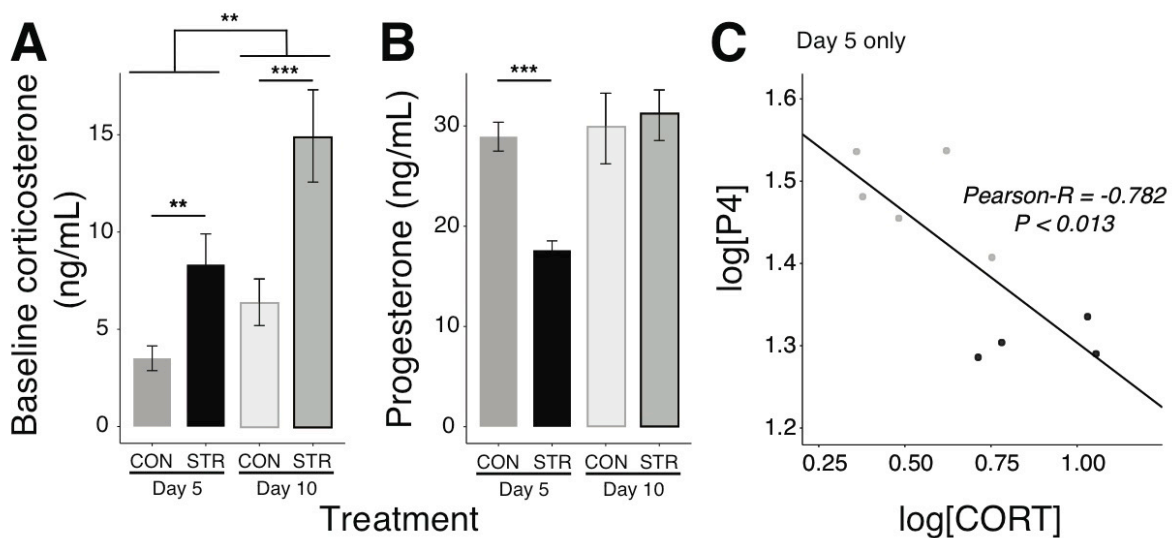 A
**
***
**
Baseline corticosterone
(ng/mL)
15
10
5
0
CON STR CON STR
Day 5 Day 10
B
***
Progesterone (ng/mL)
30
20
10
0
CON STR CON STR
Day 5 Day 10
Treatment
C
Day 5 only
log[P4]
1.6
1.5
1.4
1.3
1.2
Pearson-R = -0.782
P < 0.013
0.25 0.50 0.75 1.00
log[CORT]